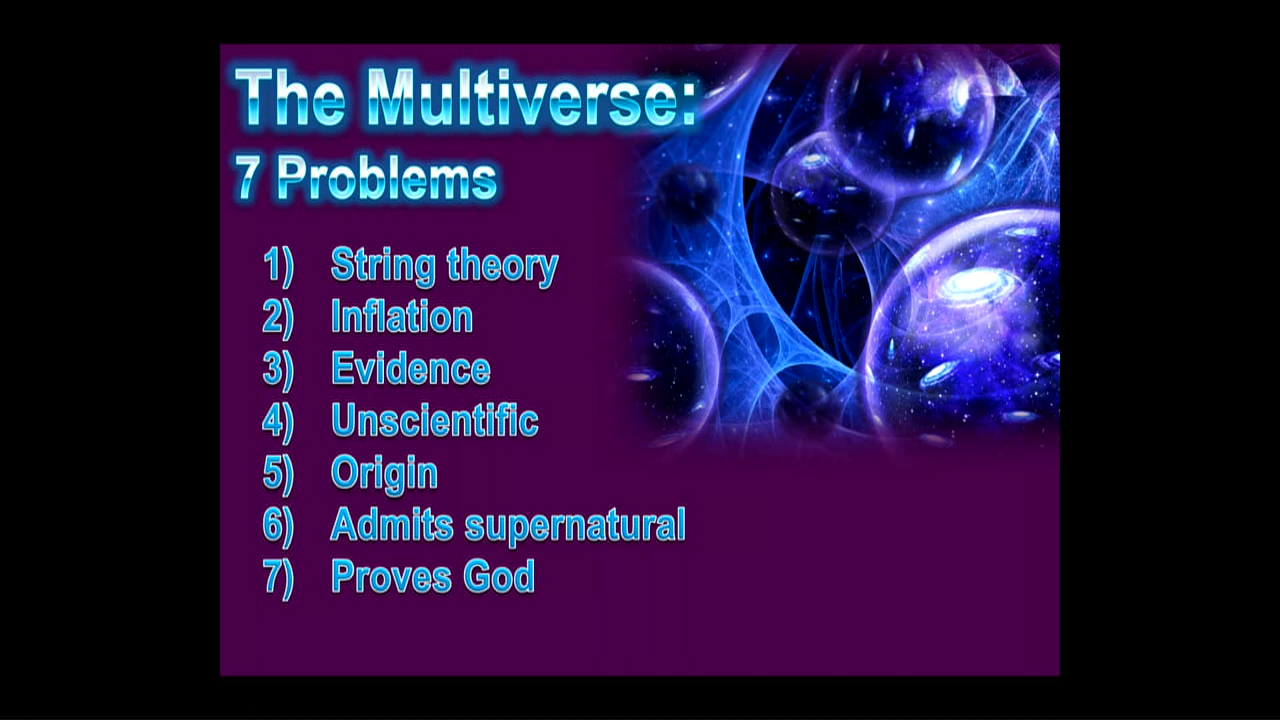 The Multiverse:
7 Problems
1) String theory
2) Inflation
3) Evidence
4) Unscientific
5) Origin
6) Admits supernatural
7) Proves God